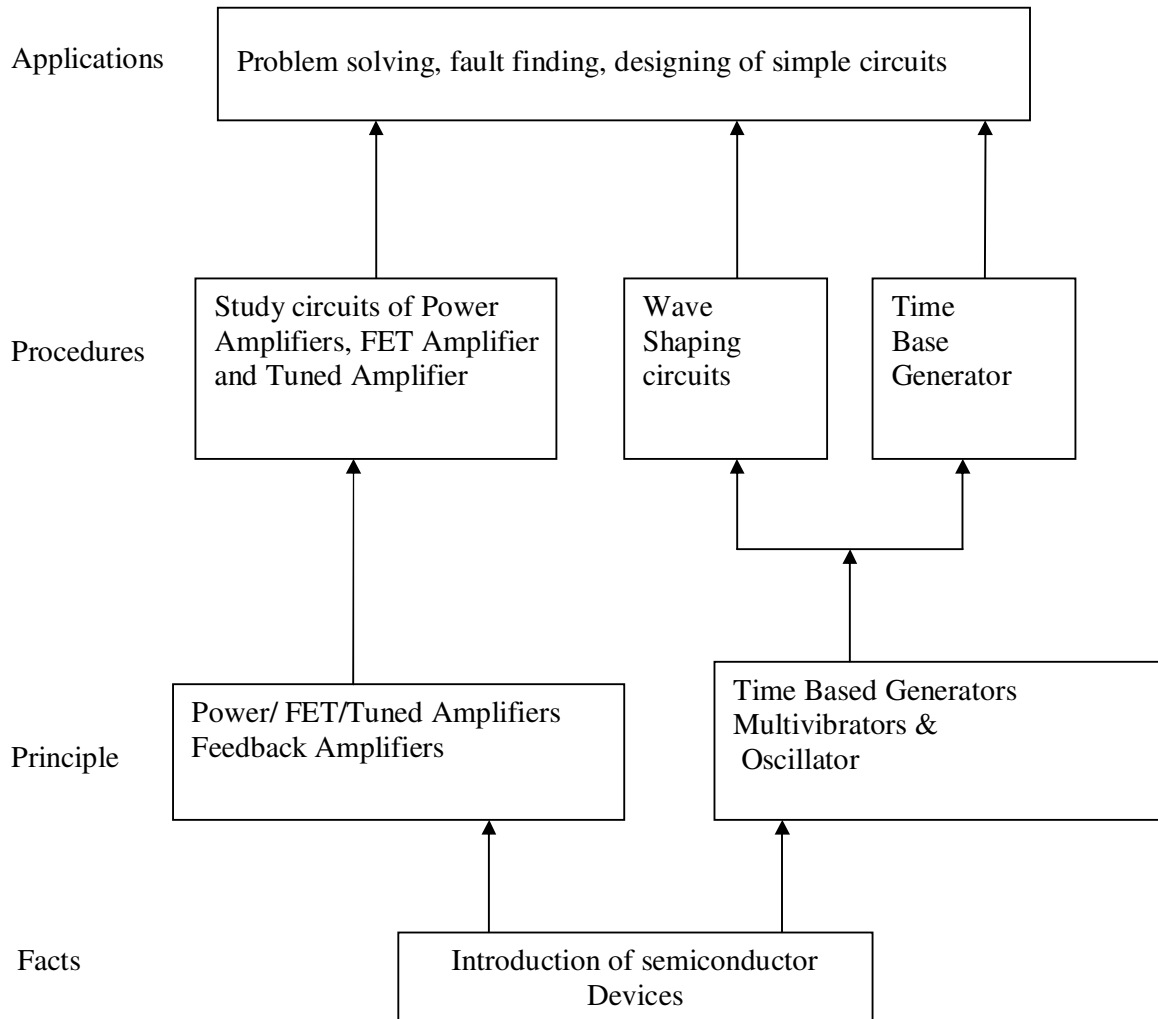 Applications
Problem solving, fault finding, designing of simple circuits
Procedures
Study circuits of Power
Amplifiers, FET Amplifier
and Tuned Amplifier
Wave
Shaping
circuits
Time
Base
Generator
Principle
Power/ FET/Tuned Amplifiers
Feedback Amplifiers
Time Based Generators
Multivibrators &
Oscillator
Facts
Introduction of semiconductor
Devices